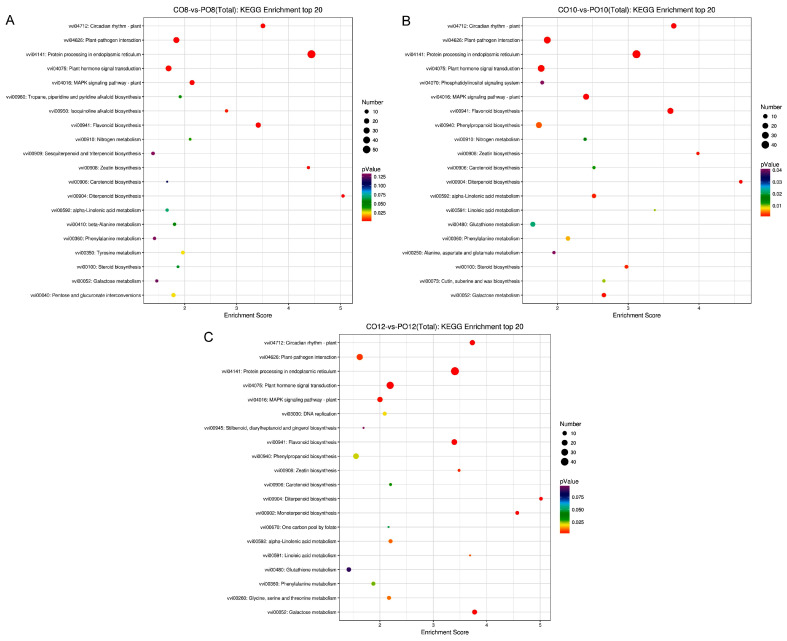 A
CO8-vs-PO8(Total): KEGG Enrichment top 20
vvi04712: Circadian rhythm - plant
vvi04626: Plant-pathogen interaction
vvi04141: Protein processing in endoplasmic reticulum
vvi04075: Plant hormone signal transduction
vvi04016: MAPK signaling pathway - plant
vvi00960: Tropane, piperidine and pyridine alkaloid biosynthesis
vvi00950: Isoquinoline alkaloid biosynthesis
vvi00941: Flavonoid biosynthesis
vvi00910: Nitrogen metabolism
vvi00909: Sesquiterpenoid and triterpenoid biosynthesis
vvi00908: Zeatin biosynthesis
vvi00906: Carotenoid biosynthesis
vvi00904: Diterpenoid biosynthesis
vvi00592: alpha-Linolenic acid metabolism
vvi00410: beta-Alanine metabolism
vvi00360: Phenylalanine metabolism
vvi00350: Tyrosine metabolism
vvi00100: Steroid biosynthesis
vvi00052: Galactose metabolism
vvi00040: Pentose and glucuronate interconversions
2 3 4 5
Enrichment Score
Number
10
20
30
40
50
pValue
0.125
0.100
0.075
0.050
0.025
B
CO10-vs-PO10(Total): KEGG Enrichment top 20
vvi04712: Circadian rhythm - plant
vvi04626: Plant-pathogen interaction
vvi04141: Protein processing in endoplasmic reticulum
vvi04075: Plant hormone signal transduction
vvi04070: Phosphatidylinositol signaling system
vvi04016: MAPK signaling pathway - plant
vvi00941: Flavonoid biosynthesis
vvi00940: Phenylpropanoid biosynthesis
vvi00910: Nitrogen metabolism
vvi00908: Zeatin biosynthesis
vvi00906: Carotenoid biosynthesis
vvi00904: Diterpenoid biosynthesis
vvi00592: alpha-Linolenic acid metabolism
vvi00591: Linoleic acid metabolism
vvi00480: Glutathione metabolism
vvi00360: Phenylalanine metabolism
vvi00250: Alanine, aspartate and glutamate metabolism
vvi00100: Steroid biosynthesis
vvi00073: Cutin, suberine and wax biosynthesis
vvi00052: Galactose metabolism
2 3 4
Enrichment Score
Number
10
20
30
40
pValue
0.04
0.03
0.02
0.01
C
CO12-vs-PO12(Total): KEGG Enrichment top 20
vvi04712: Circadian rhythm - plant
vvi04626: Plant-pathogen interaction
vvi04141: Protein processing in endoplasmic reticulum
vvi04075: Plant hormone signal transduction
vvi04016: MAPK signaling pathway - plant
vvi03030: DNA replication
vvi00945: Stilbenoid, diarylheptanoid and gingerol biosynthesis
vvi00941: Flavonoid biosynthesis
vvi00940: Phenylpropanoid biosynthesis
vvi00908: Zeatin biosynthesis
vvi00906: Carotenoid biosynthesis
vvi00904: Diterpenoid biosynthesis
vvi00902: Monoterpenoid biosynthesis
vvi00670: One carbon pool by folate
vvi00592: alpha-Linolenic acid metabolism
vvi00591: Linoleic acid metabolism
vvi00480: Glutathione metabolism
vvi00360: Phenylalanine metabolism
vvi00260: Glycine, serine and threonine metabolism
vvi00052: Galactose metabolism
2 3 4 5
Enrichment Score
Number
10
20
30
40
pValue
0.075
0.050
0.025